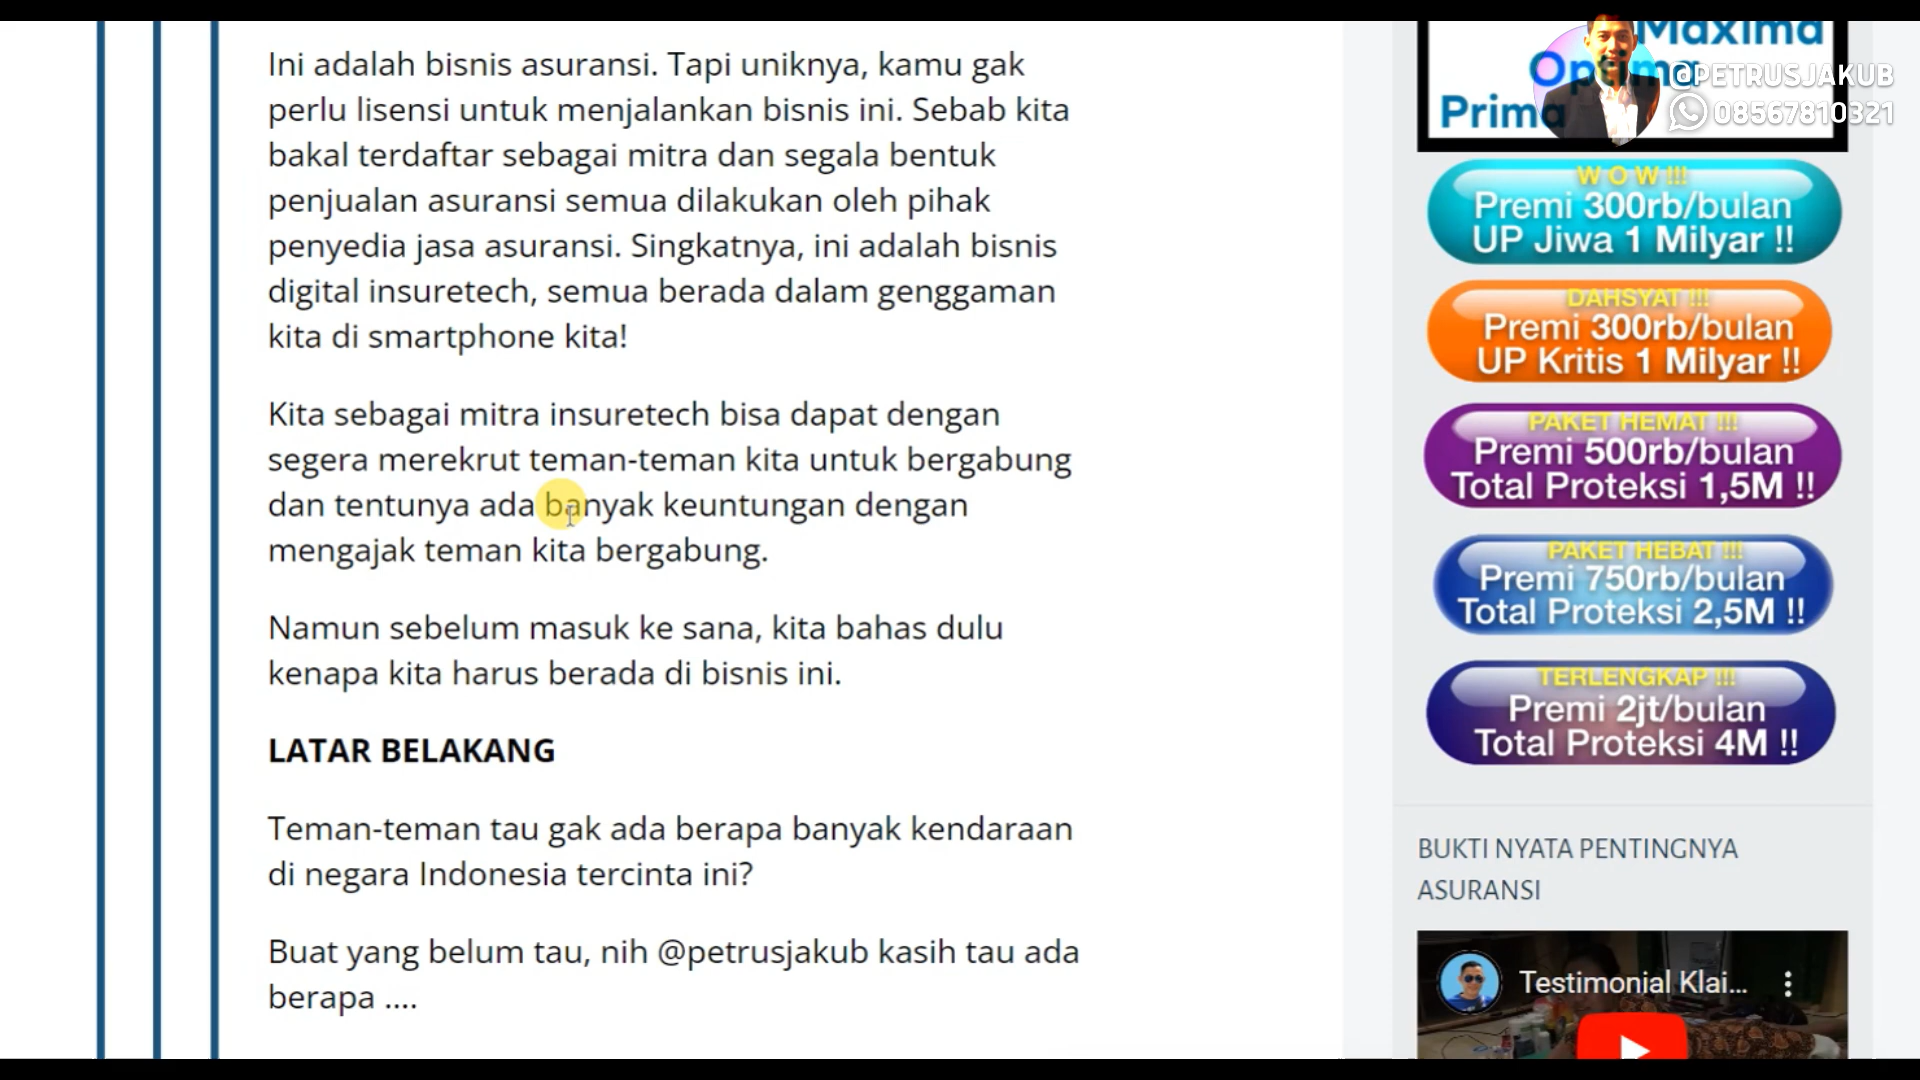 Ini adalah bisnis asuransi. Tapi uniknya, kamu gak
perlu lisensi untuk menjalankan bisnis ini. Sebab kita
bakal terdaftar sebagai mitra dan segala bentuk
penjualan asuransi semua dilakukan oleh pihak
penyedia jasa asuransi. Singkatnya, ini adalah bisnis
digital insuretech, semua berada dalam genggaman
kita di smartphone kita!
Kita sebagai mitra insuretech bisa dapat dengan
segera merekrut teman-teman kita untuk bergabung
dan tentunya ada banyak keuntungan dengan
mengajak teman kita bergabung.
Namun sebelum masuk ke sana, kita bahas dulu
kenapa kita harus berada di bisnis ini.
LATAR BELAKANG
Teman-teman tau gak ada berapa banyak kendaraan
di negara Indonesia tercinta ini?
Buat yang belum tau, nih @petrusjakub kasih tau ada
berapa ....
Maxima
@PETRUSJAKUB
Prima
08567810321
W O W !!!
Premi 300rb/bulan
UP Jiwa 1 Milyar !!
DAHSYAT !!!
Premi 300rb/bulan
UP Kritis 1 Milyar !!
PAKET HEMAT !!!
Premi 500rb/bulan
Total Proteksi 1,5M !!
PAKET HEBAT !!!
Premi 750rb/bulan
Total Proteksi 2,5M !!
TERLENGKAP !!!
Premi 2jt/bulan
Total Proteksi 4M !!
BUKTI NYATA PENTINGNYA
ASURANSI
Testimonial Klai...